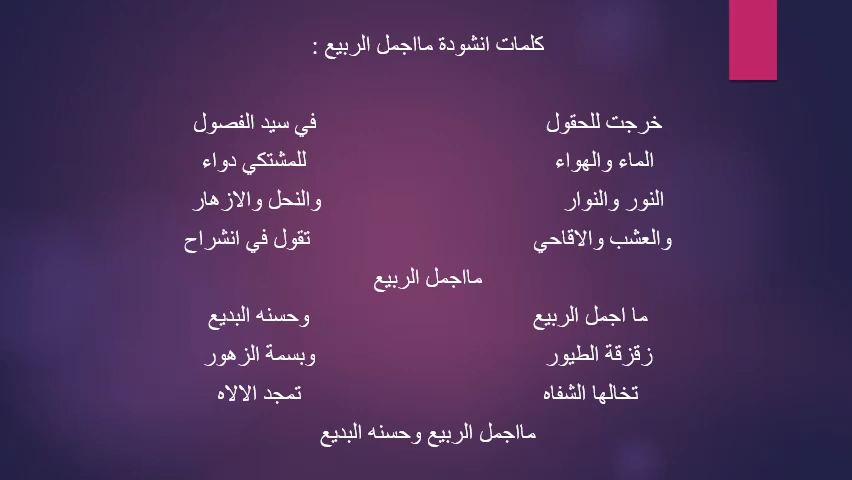 كلمات انشودة مااجمل الربيع :
خرجت للحقول في سيد الفصول
الماء والهواء للمشتكي دواء
النور والنوار والنحل والازهار
والعشب والاقاحي تقول في انشراح
مااجمل الربيع
ما اجمل الربيع وحسنه البديع
زقزقة الطيور وبسمة الزهور
تخالها الشفاه تمجد الالاه
مااجمل الربيع وحسنه البديع